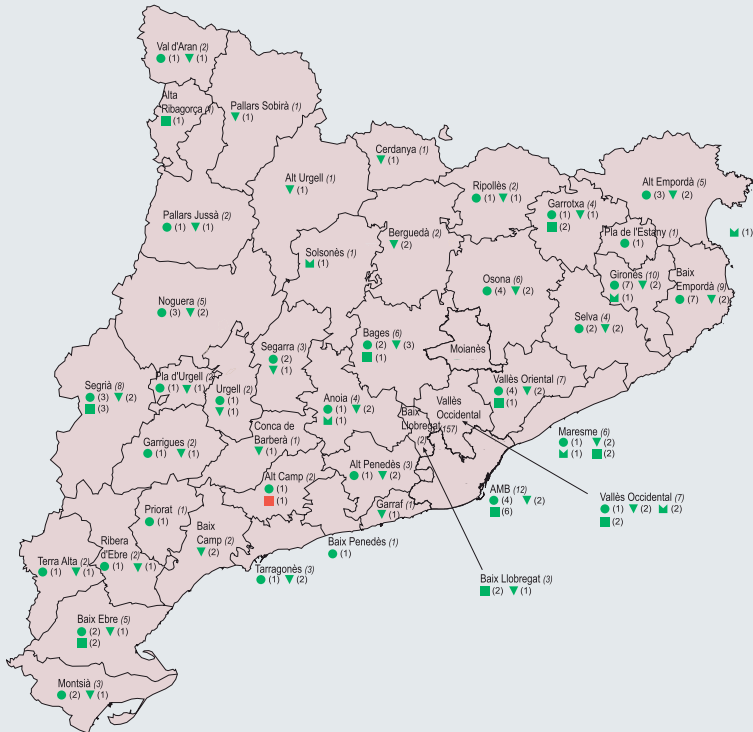 Val d'Aran (2)
(1) (1)
Alta
Ribagorça (1)
(1)
Pallars Sobirà (1)
(1)
Cerdanya (1)
(1)
Alt Urgell (1)
(1)
Ripollès (2)
(1) (1)
Alt Empordà (5)
(3) (2)
Garrotxa (4)
(1) (1)
(2)
Pla de l'Estany (1)
(1)
(1)
Pallars Jussà (2)
(1) (1)
Berguedà (2)
(2)
Solsonès (1)
(1)
Osona (6)
(4) (2)
Gironès (10)
(7) (2)
(1)
Baix
Empordà (9)
(7) (2)
Noguera (5)
(3) (2)
Selva (4)
(2) (2)
Bages (6)
(2) (3)
(1)
Moianès
Segarra (3)
(2)
(1)
Segrià (8)
(3) (2)
(3)
Pla d'Urgell (2)
(1) (1)
Urgell (2)
(1)
(1)
Anoia (4)
(1) (2)
(1)
Vallès Oriental (7)
(4) (2)
(1)
Vallès
Occidental
(157)
Baix
Llobregat
(2)
Garrigues (2)
(1) (1)
Conca de
Barberà (1)
(1)
Maresme (6)
(1) (2)
(1) (2)
Alt Penedès (3)
(1) (2)
Alt Camp (2)
(1)
(1)
AMB (12)
(4) (2)
(6)
Vallès Occidental (7)
(1) (2) (2)
(2)
Priorat (1)
(1)
Garraf (1)
(1)
Baix
Camp (2)
(2)
Ribera
d'Ebre (2)
(1) (1)
Baix Penedès (1)
(1)
Terra Alta (2)
(1) (1)
Tarragonès (3)
(1) (2)
Baix Llobregat (3)
(2) (1)
Baix Ebre (5)
(2) (1)
(2)
Montsià (3)
(2) (1)